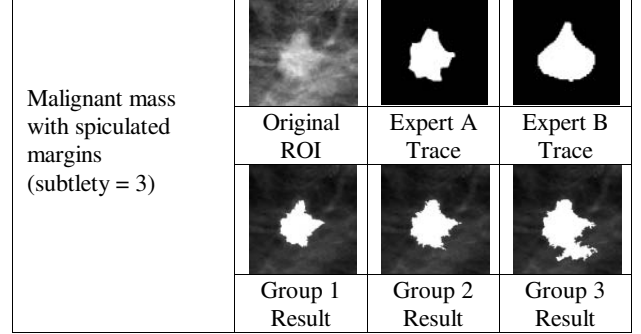 Malignant mass
with spiculated
margins
(subtlety = 3)
Original
ROI
Expert A
Trace
Expert B
Trace
Group 1
Result
Group 2
Result
Group 3
Result